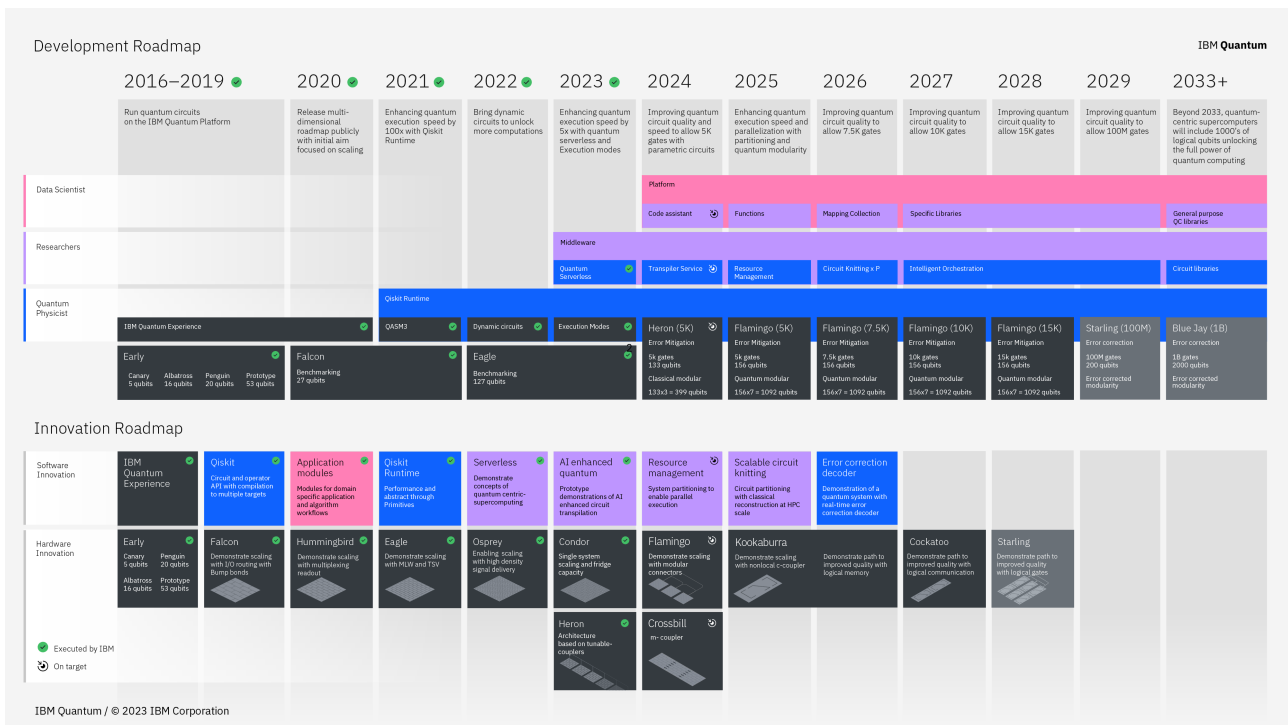 Development Roadmap
IBM Quantum
2016–2019
2020
2021
2022
2023
2024
2025
2026
2027
2028
2029
2033+
Run quantum circuits
on the IBM Quantum Platform
Release multi-
dimensional
roadmap publicly
with initial aim
focused on scaling
Enhancing quantum
execution speed by
100x with Qiskit
Runtime
Bring dynamic
circuits to unlock
more computations
Enhancing quantum
execution speed by
5x with quantum
serverless and
Execution modes
Improving quantum
circuit quality and
speed to allow 5K
gates with
parametric circuits
Enhancing quantum
execution speed and
parallelization with
partitioning and
quantum modularity
Improving quantum
circuit quality to
allow 7.5K gates
Improving quantum
circuit quality to
allow 10K gates
Improving quantum
circuit quality to
allow 15K gates
Improving quantum
circuit quality to
allow 100M gates
Beyond 2033, quantum-
centric supercomputers
will include 1000's of
logical qubits unlocking
the full power of
quantum computing
Data Scientist
Platform
Code assistant
Functions
Mapping Collection
Specific Libraries
General purpose
QC libraries
Researchers
Middleware
Quantum
Serverless
Transpiler Service
Resource
Management
Circuit Knitting x P
Intelligent Orchestration
Circuit libraries
Quantum
Physicist
Qiskit Runtime
IBM Quantum Experience
QASM3
Dynamic circuits
Execution Modes
Early
Canary
5 qubits
Albatross
16 qubits
Penguin
20 qubits
Prototype
53 qubits
Falcon
Benchmarking
27 qubits
Eagle
Benchmarking
127 qubits
2
Heron (5K)
Error Mitigation
5k gates
133 qubits
Classical modular
133x3 = 399 qubits
Flamingo (5K)
Error Mitigation
5k gates
156 qubits
Quantum modular
156x7 = 1092 qubits
Flamingo (7.5K)
Error Mitigation
7.5k gates
156 qubits
Quantum modular
156x7 = 1092 qubits
Flamingo (10K)
Error Mitigation
10k gates
156 qubits
Quantum modular
156x7 = 1092 qubits
Flamingo (15K)
Error Mitigation
15k gates
156 qubits
Quantum modular
156x7 = 1092 qubits
Starling (100M)
Error correction
100M gates
200 qubits
Error corrected
modularity
Blue Jay (1B)
Error correction
1B gates
2000 qubits
Error corrected
modularity
Innovation Roadmap
Software
Innovation
IBM
Quantum
Experience
Qiskit
Circuit and operator
API with compilation
to multiple targets
Application
modules
Modules for domain
specific application
and algorithm
workflows
Qiskit
Runtime
Performance and
abstract through
Primitives
Serverless
Demonstrate
concepts of
quantum centric-
supercomputing
AI enhanced
quantum
Prototype
demonstrations of AI
enhanced circuit
transpilation
Resource
management
System partitioning to
enable parallel
execution
Scalable circuit
knitting
Circuit partitioning
with classical
reconstruction at HPC
scale
Error correction
decoder
Demonstration of a
quantum system with
real-time error
correction decoder
Hardware
Innovation
Early
Canary
5 qubits
Penguin
20 qubits
Albatross
16 qubits
Prototype
53 qubits
Falcon
Demonstrate scaling
with I/O routing with
Bump bonds
Hummingbird
Demonstrate scaling
with multiplexing
readout
Eagle
Demonstrate scaling
with MLW and TSV
Osprey
Enabling scaling
with high density
signal delivery
Condor
Single system
scaling and fridge
capacity
Flamingo
Demonstrate scaling
with modular
connectors
Kookaburra
Demonstrate scaling
with nonlocal c-coupler
Demonstrate path to
improved quality with
logical memory
Cockatoo
Demonstrate path to
improved quality with
logical communication
Starling
Demonstrate path to
improved quality
with logical gates
Heron
Architecture
based on tunable-
couplers
Crossbill
m- coupler
Executed by IBM
On target
IBM Quantum / © 2023 IBM Corporation